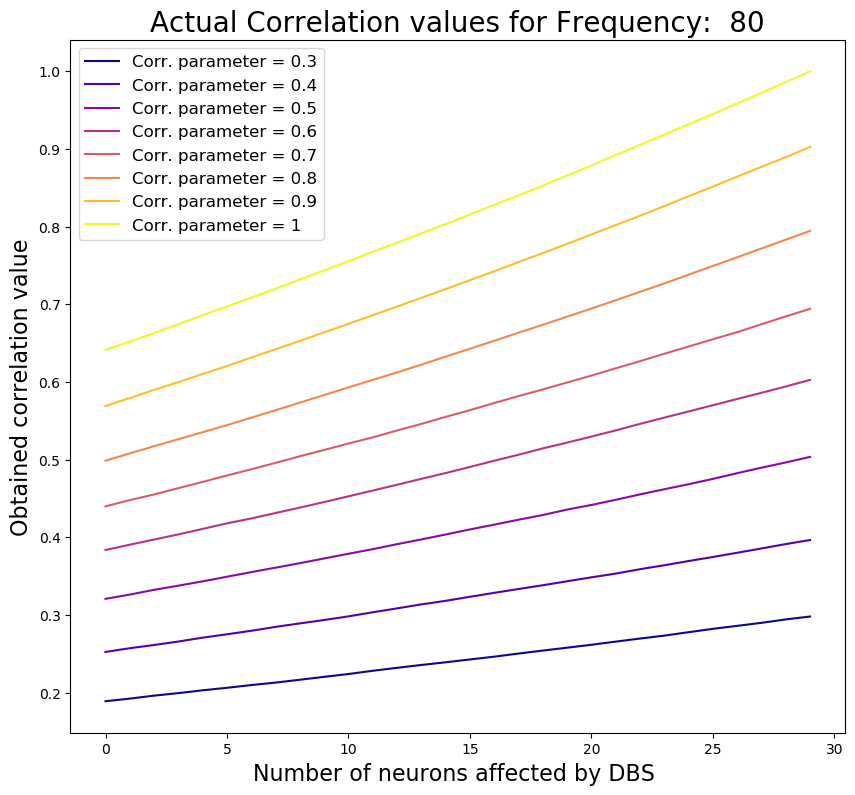 Actual Correlation values for Frequency:  80
Corr. parameter = 0.3
Corr. parameter = 0.4
Corr. parameter = 0.5
Corr. parameter = 0.6
Corr. parameter = 0.7
Corr. parameter = 0.8
Corr. parameter = 0.9
Corr. parameter = 1
Obtained correlation value
1.0
0.9
0.8
0.7
0.6
0.5
0.4
0.3
0.2
0 5 10 15 20 25 30
Number of neurons affected by DBS